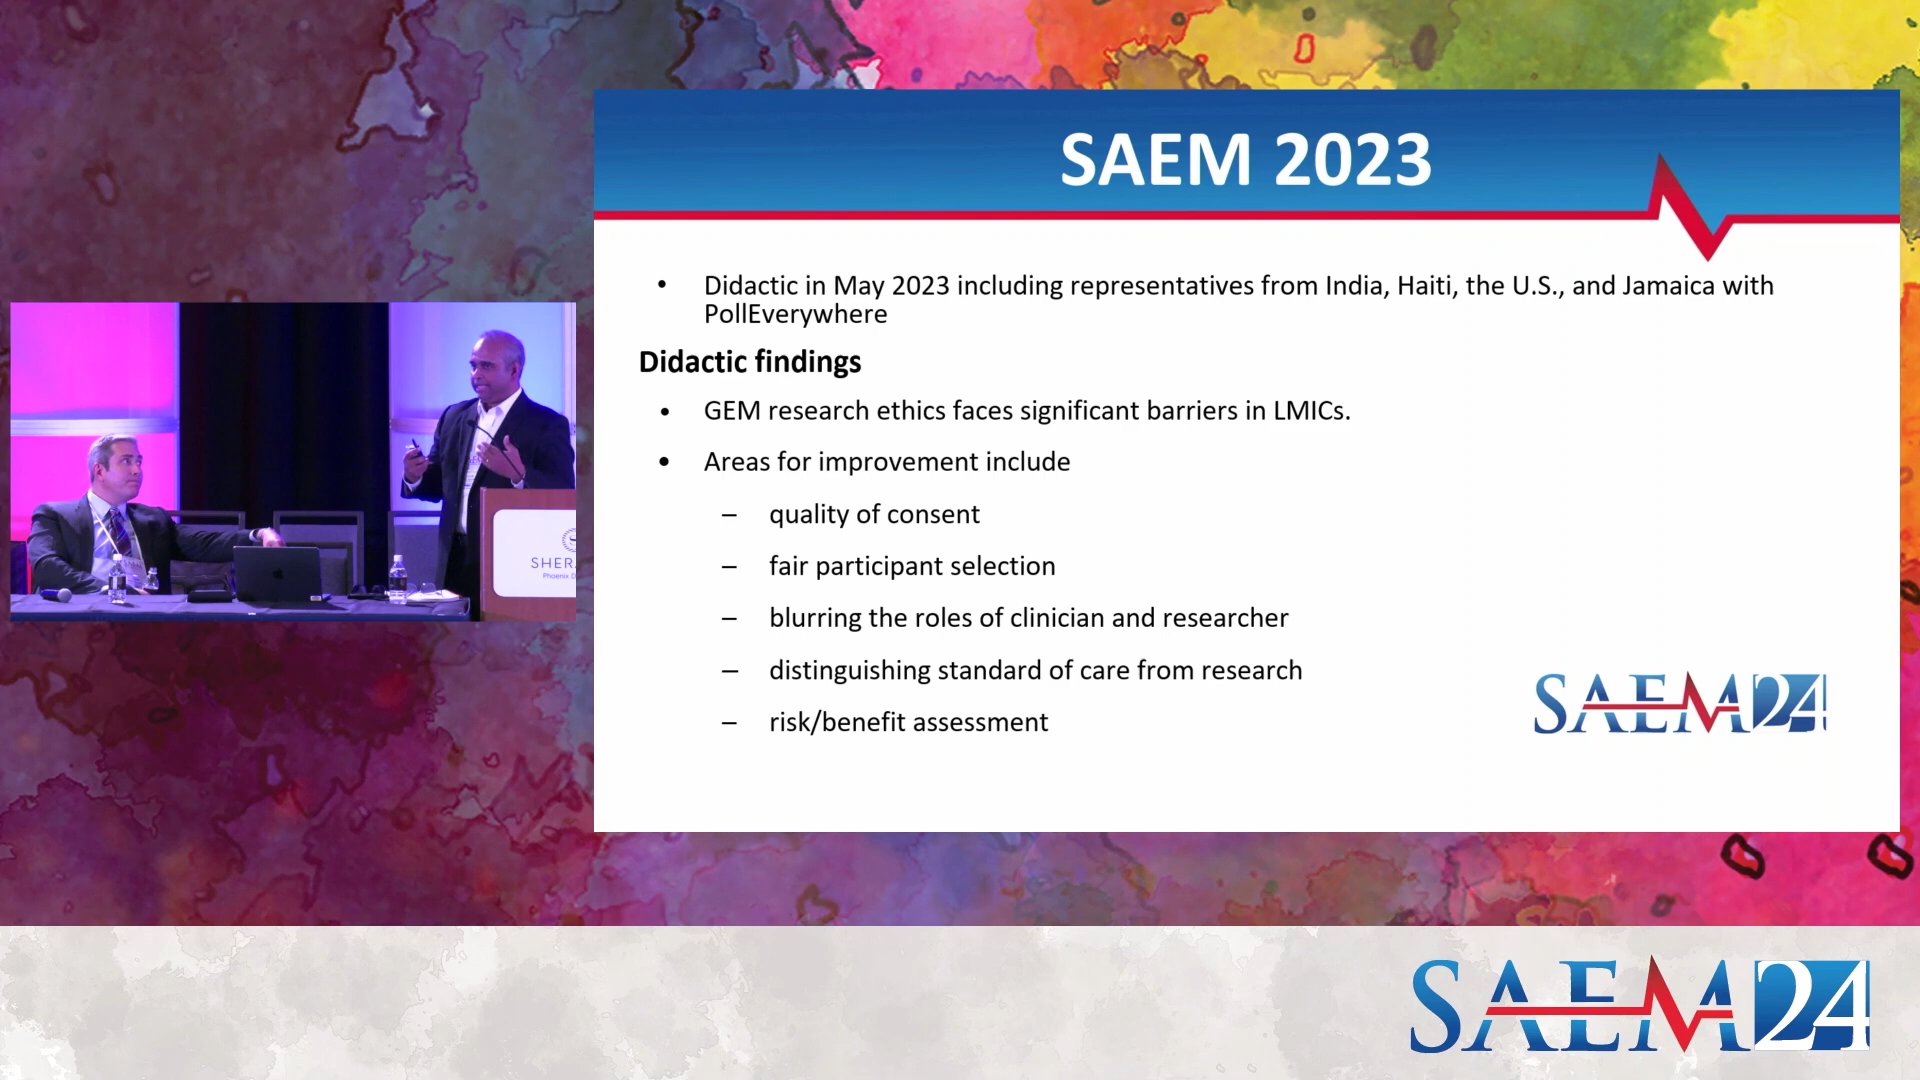 SAEM 2023
• Didactic in May 2023 including representatives from India, Haiti, the U.S., and Jamaica with
PollEverywhere
Didactic findings
• GEM research ethics faces significant barriers in LMICs.
• Areas for improvement include
– quality of consent
– fair participant selection
– blurring the roles of clinician and researcher
– distinguishing standard of care from research
– risk/benefit assessment
SAEM24
Phoenix
SAEM24